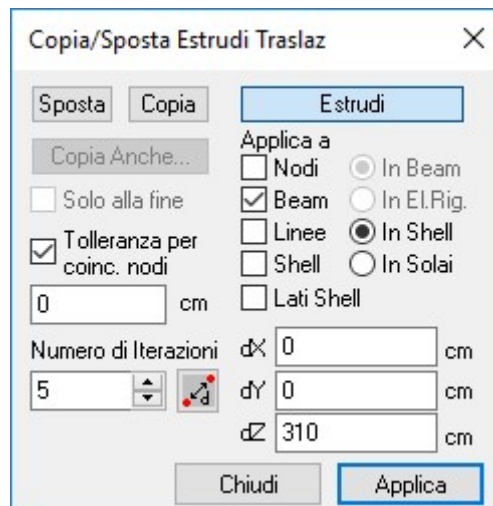 Copia/Sposta Estrudi Traslaz
Sposta Copia Estrudi
Copia Anche...
Applica a
Nodi In Beam
Solo alla fine
Beam In El.Rig.
Tolleranza per
coinc. nodi
Linee In Shell
Shell In Solai
0 cm
Lati Shell
Numero di Iterazioni
dX 0 cm
5 d
dY 0 cm
dZ 310 cm
Chiudi Applica